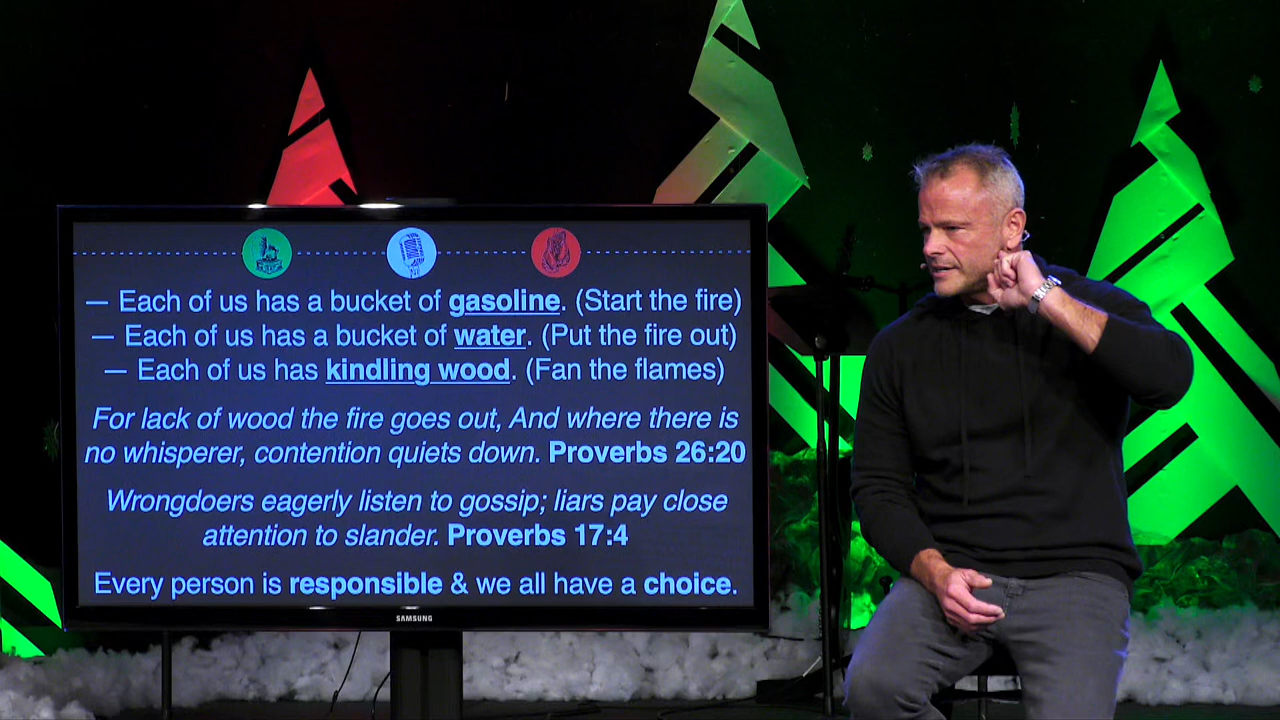 — Each of us has a bucket of gasoline. (Start the fire)
— Each of us has a bucket of water. (Put the fire out)
— Each of us has kindling wood. (Fan the flames)
For lack of wood the fire goes out, And where there is
no whisperer, contention quiets down. Proverbs 26:20
Wrongdoers eagerly listen to gossip; liars pay close
attention to slander. Proverbs 17:4
Every person is responsible & we all have a choice.
SAMSUNG